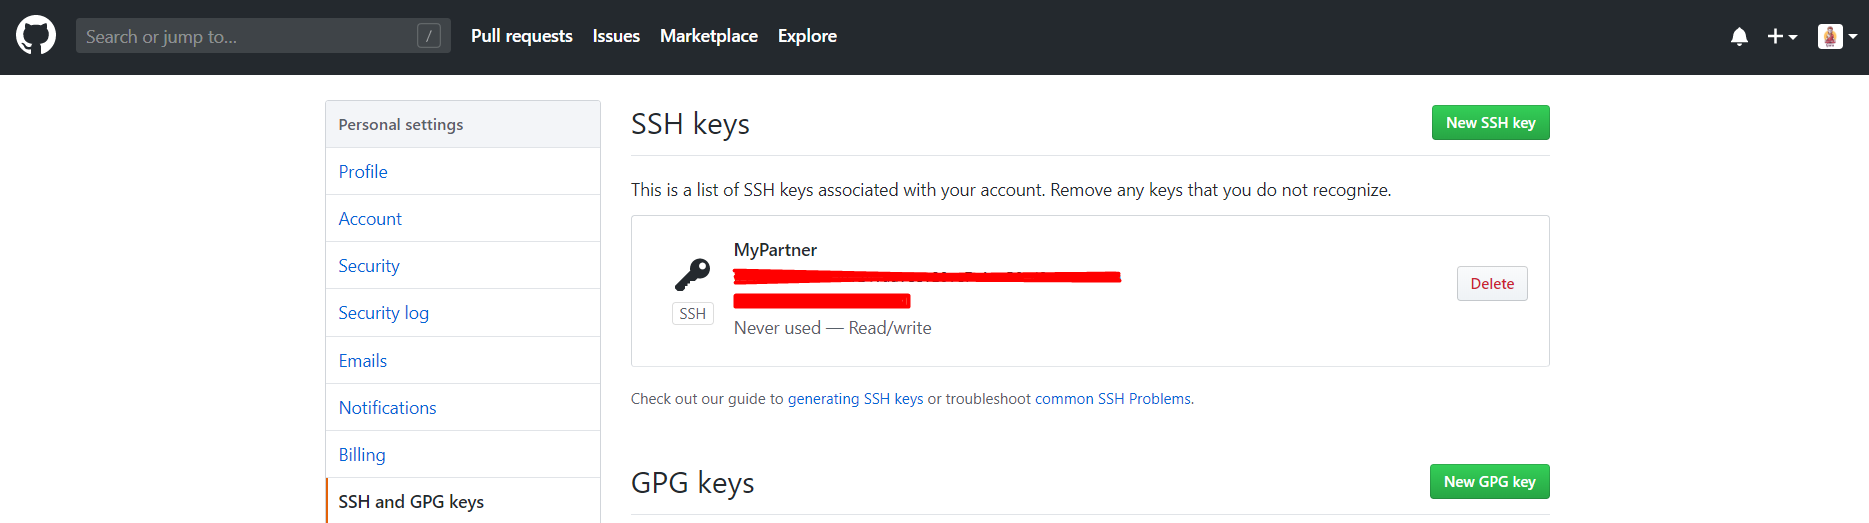 Search or jump to... /
Pull requests Issues Marketplace Explore
Personal settings
Profile
Account
Security
Security log
Emails
Notifications
Billing
SSH and GPG keys
SSH keys
New SSH key
This is a list of SSH keys associated with your account. Remove any keys that you do not recognize.
MyPartner
SSH
Never used — Read/write
Delete
Check out our guide to generating SSH keys or troubleshoot common SSH Problems.
GPG keys
New GPG key